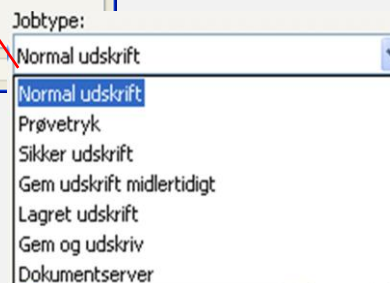 Jobtype:
Normal udskrift
Normal udskrift
Prøvetryk
Sikker udskrift
Gem udskrift midlertidigt
Lagret udskrift
Gem og udskriv
Dokumentserver